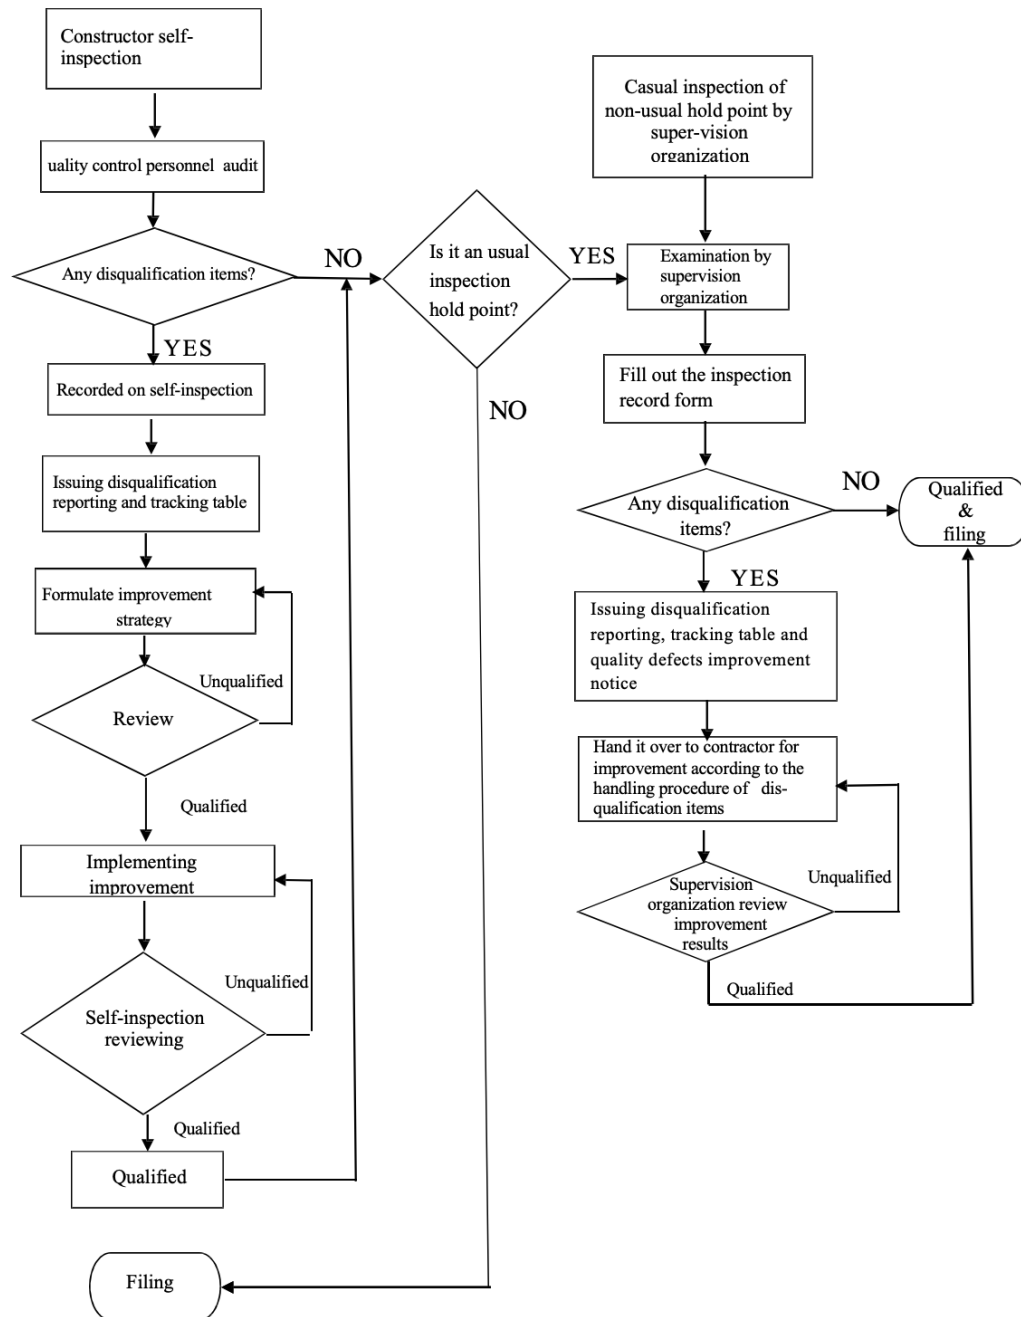 Constructor self-
inspection
uality control personnel audit
Any disqualification items?
NO
YES
Recorded on self-inspection
Issuing disqualification
reporting and tracking table
Formulate improvement
strategy
Unqualified
Review
Qualified
Implementing
improvement
Unqualified
Self-inspection
reviewing
Qualified
Qualified
Filing
Is it an usual
inspection
hold point?
YES
NO
Casual inspection of
non-usual hold point by
super-vision
organization
Examination by
supervision
organization
Fill out the inspection
record form
Any disqualification
items?
NO
Qualified
&
filing
YES
Issuing disqualification
reporting, tracking table and
quality defects improvement
notice
Hand it over to contractor for
improvement according to the
handling procedure of dis-
qualification items
Unqualified
Supervision
organization review
improvement
results
Qualified